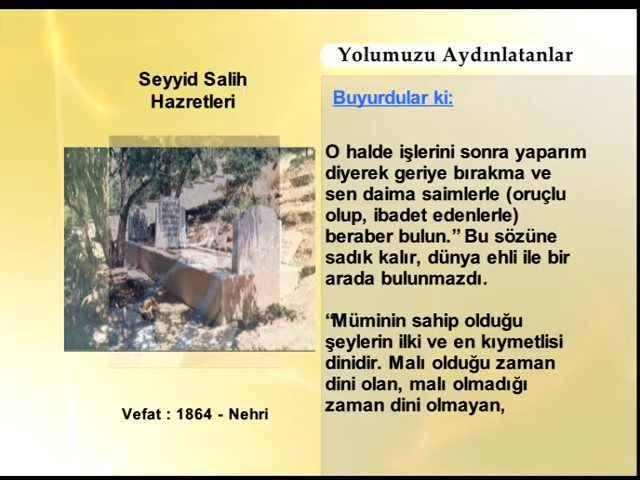 Yolumuzu Aydınlatanlar
Seyyid Salih
Hazretleri
Buyurdular ki:
O halde işlerini sonra yaparım
diyerek geriye bırakma ve
sen daima saimlerle (oruçlu
olup, ibadet edenlerle)
beraber bulun.” Bu sözüne
sadık kalır, dünya ehli ile bir
arada bulunmazdı.
“Müminin sahip olduğu
şeylerin ilki ve en kıymetlisi
dinidir. Malı olduğu zaman
dini olan, malı olmadığı
zaman dini olmayan,
Vefat : 1864 - Nehri